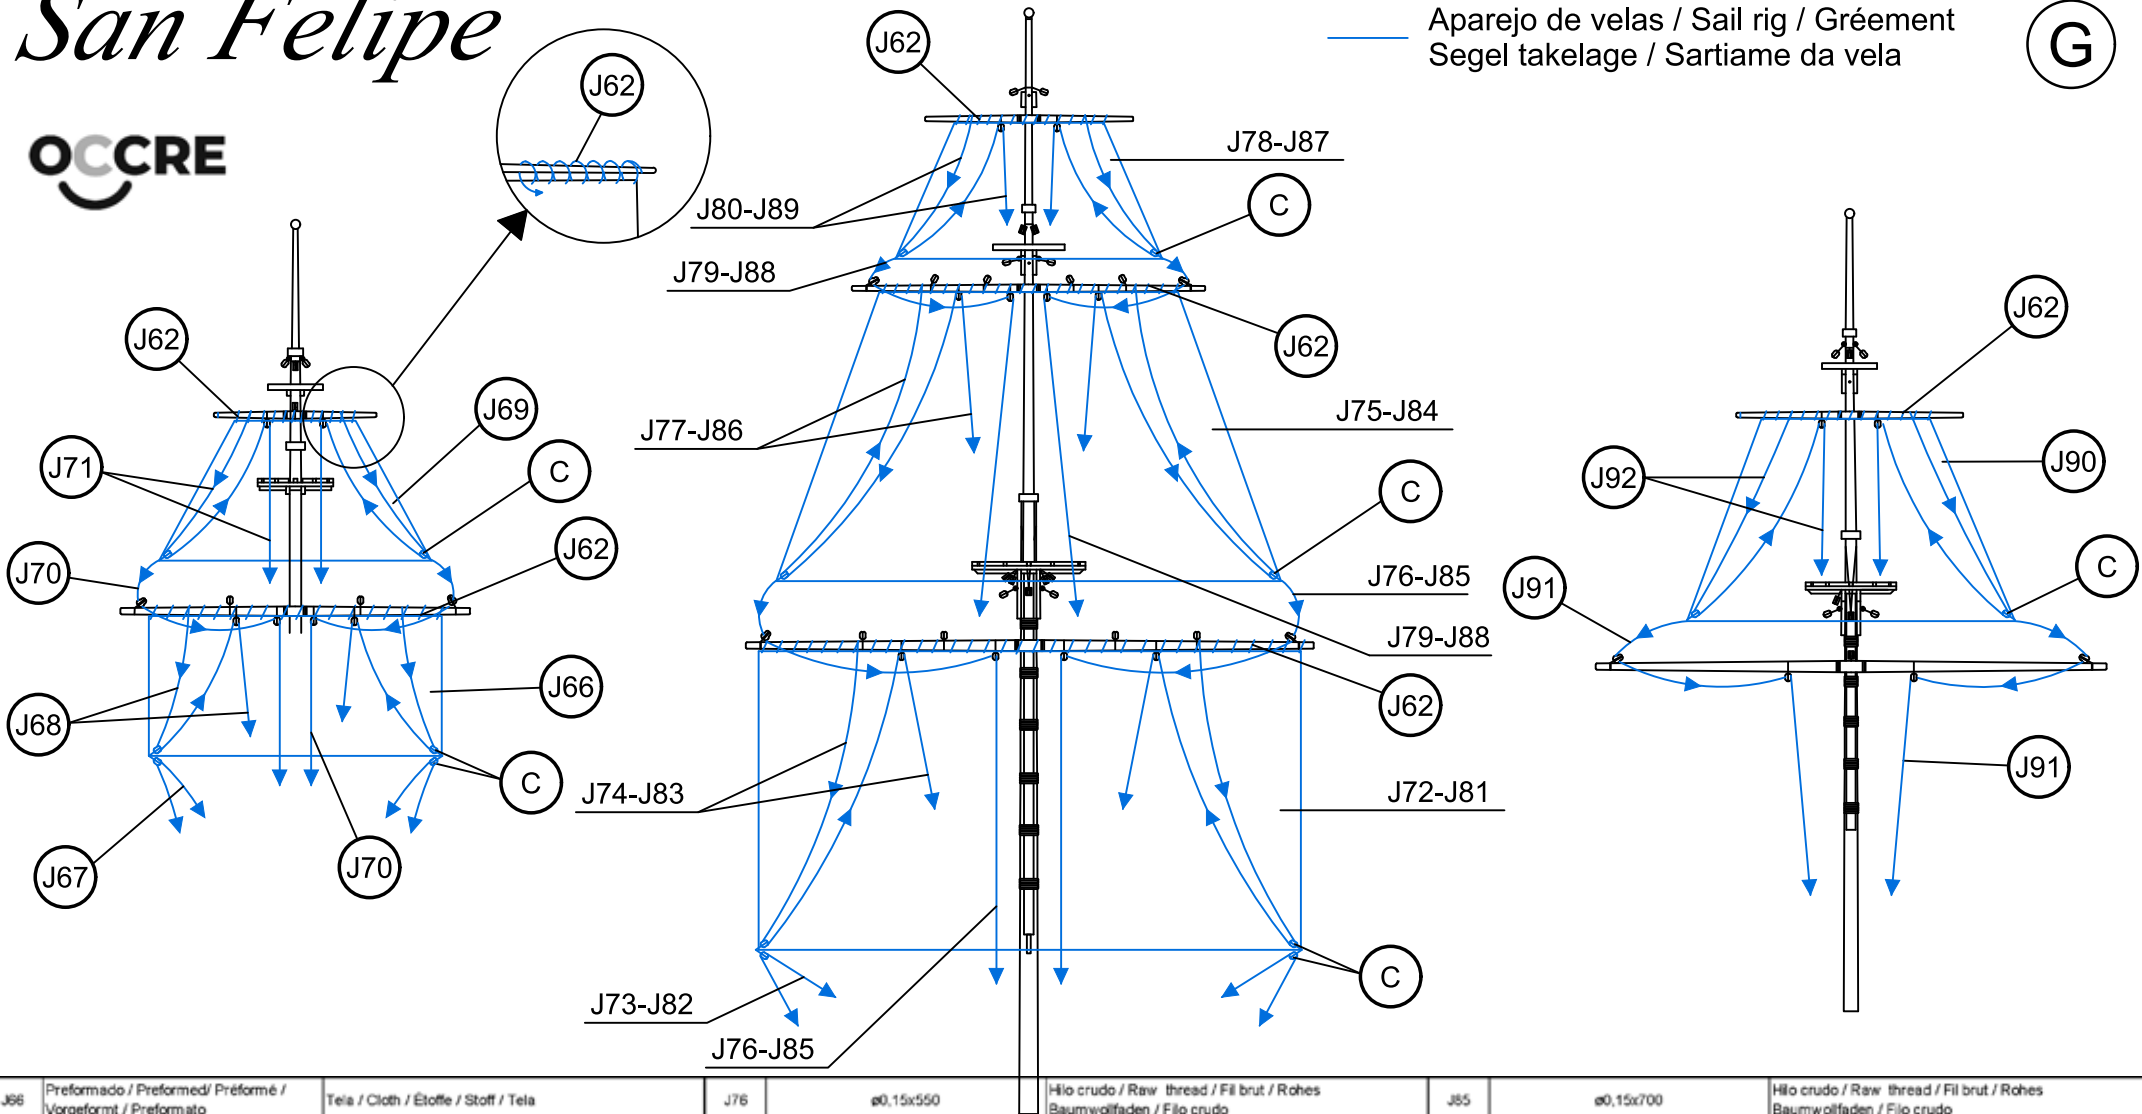 San Felipe
OCCRE
Aparejo de velas / Sail rig / Gréement
Segel takelage / Sartiame da vela
G
J62
J62
J78-J87
J80-J89
C
J79-J88
J62
J62
J62
J69
J77-J86
J75-J84
J71
C
J92
J90
C
J62
J70
J76-J85
C
J91
J79-J88
J66
J62
J68
J91
C
J74-J83
J72-J81
J67
J70
C
J73-J82
J76-J85
J66 Preformado / Preformed/ Préformé / Vorgeformt / Preformato Tela / Cloth / Étoffe / Stoff / Tela
J76 ø0,15x550 Hilo crudo / Raw thread / Fil brut / Rohes Baumwollfaden / Filo crudo
J85 ø0,15x700 Hilo crudo / Raw thread / Fil brut / Rohes Baumwollfaden / Filo crudo